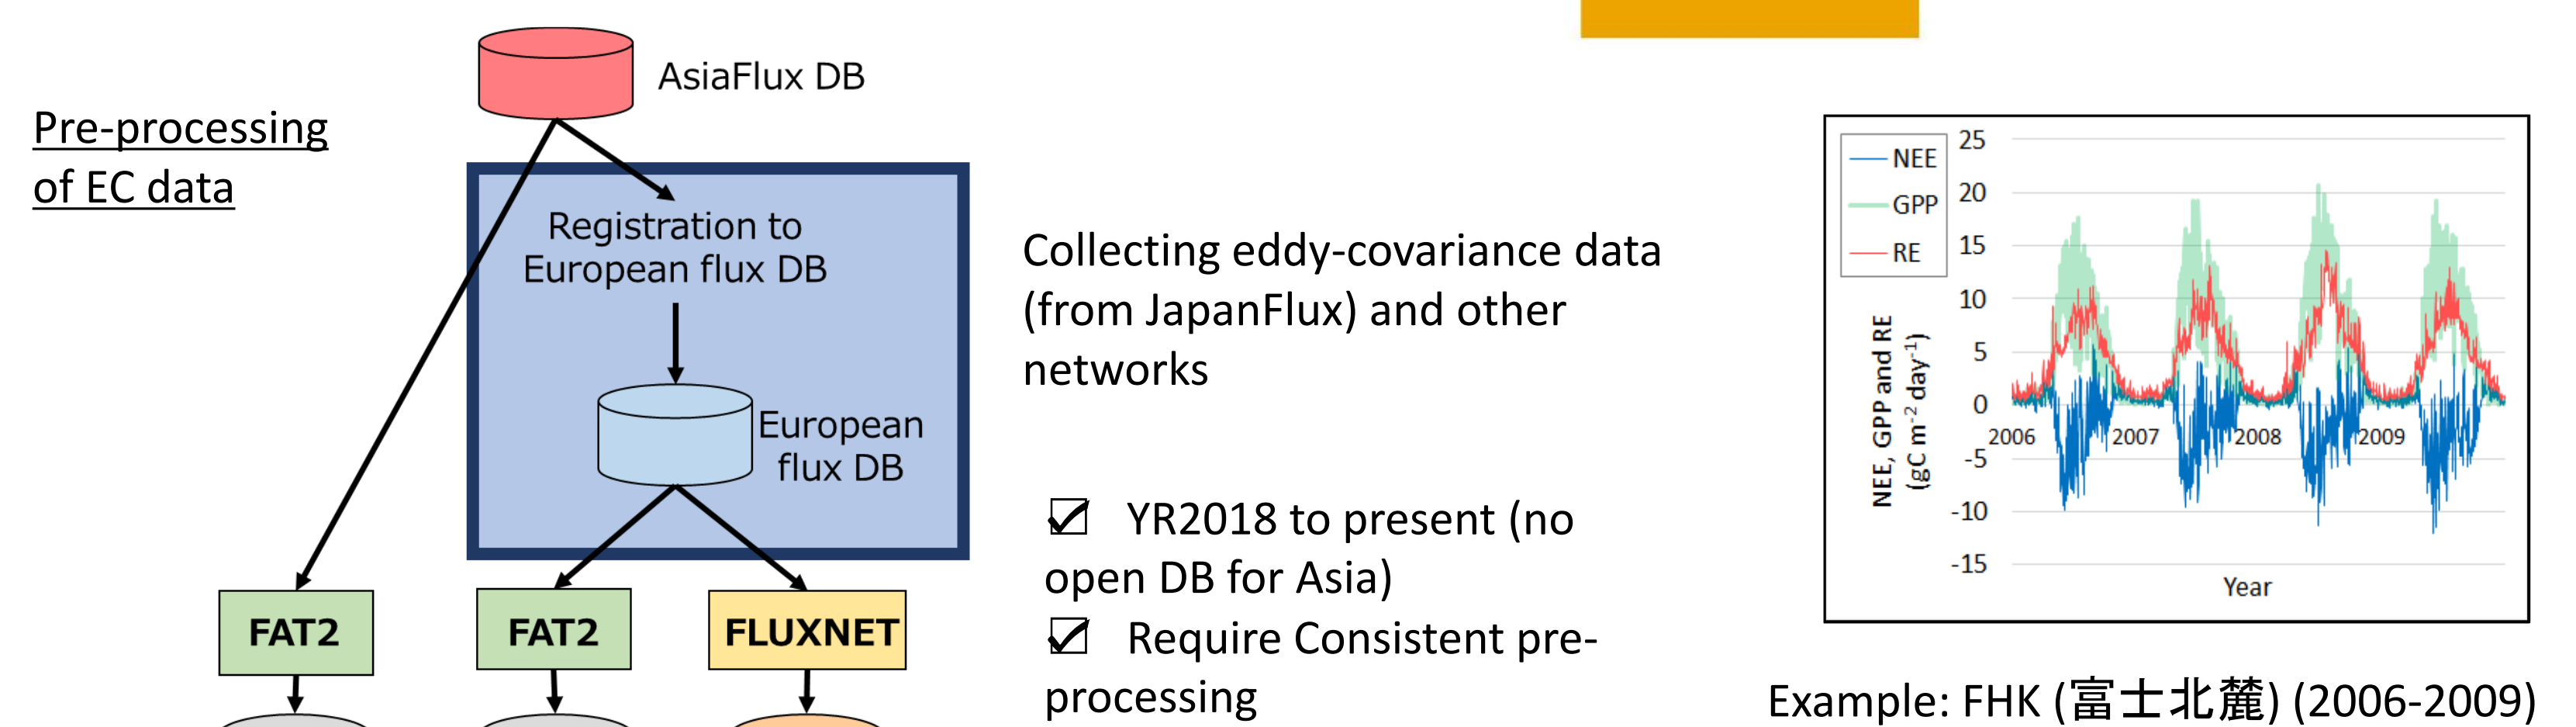 Pre-processing
of EC data
AsiaFlux DB
Registration to
European flux DB
European
flux DB
FAT2
FAT2
FLUXNET
Collecting eddy-covariance data
(from JapanFlux) and other
networks
☑ YR2018 to present (no
open DB for Asia)
☑ Require Consistent pre-
processing
NEE
GPP
RE
NEE, GPP and RE
(gC m⁻² day⁻¹)
25
20
15
10
5
0
-5
-10
-15
2006
2007
2008
2009
Year
Example: FHK (富士北麓) (2006-2009)